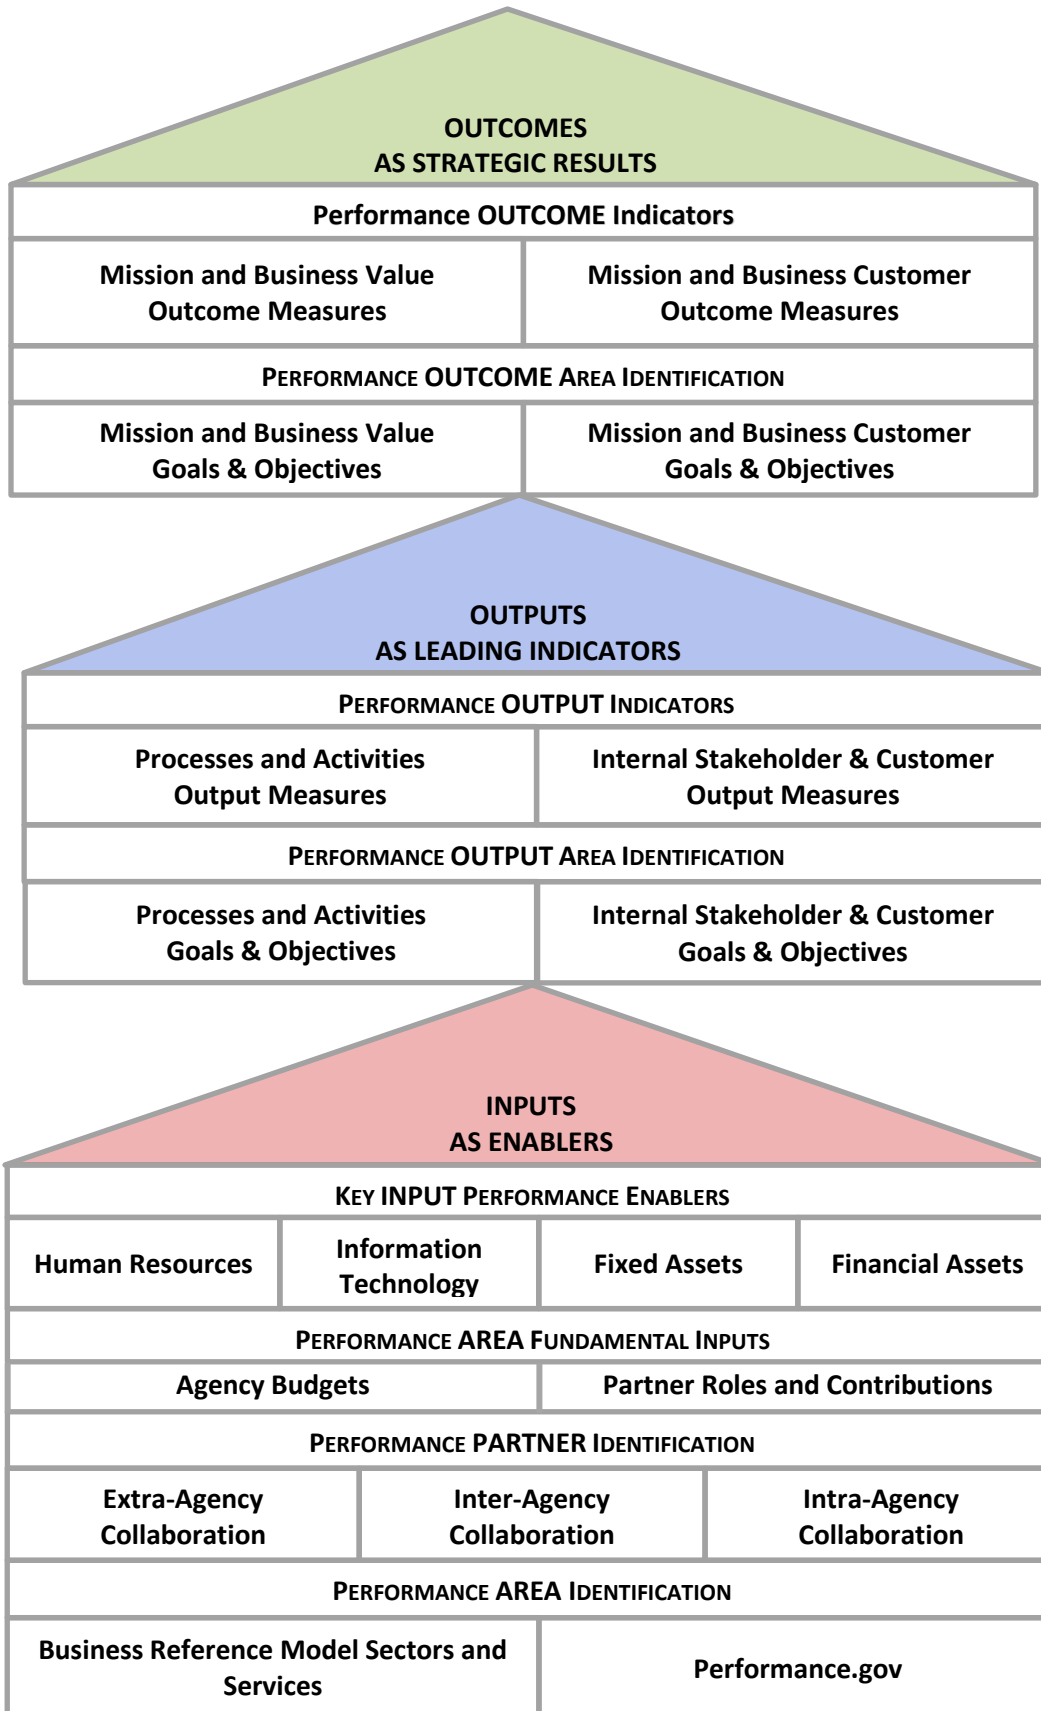 OUTCOMES
AS STRATEGIC RESULTS
Performance OUTCOME Indicators
Mission and Business Value
Outcome Measures
Mission and Business Customer
Outcome Measures
PERFORMANCE OUTCOME AREA IDENTIFICATION
Mission and Business Value
Goals & Objectives
Mission and Business Customer
Goals & Objectives
OUTPUTS
AS LEADING INDICATORS
PERFORMANCE OUTPUT INDICATORS
Processes and Activities
Output Measures
Internal Stakeholder & Customer
Output Measures
PERFORMANCE OUTPUT AREA IDENTIFICATION
Processes and Activities
Goals & Objectives
Internal Stakeholder & Customer
Goals & Objectives
INPUTS
AS ENABLERS
KEY INPUT PERFORMANCE ENABLERS
Human Resources
Information
Technology
Fixed Assets
Financial Assets
PERFORMANCE AREA FUNDAMENTAL INPUTS
Agency Budgets
Partner Roles and Contributions
PERFORMANCE PARTNER IDENTIFICATION
Extra-Agency
Collaboration
Inter-Agency
Collaboration
Intra-Agency
Collaboration
PERFORMANCE AREA IDENTIFICATION
Business Reference Model Sectors and
Services
Performance.gov